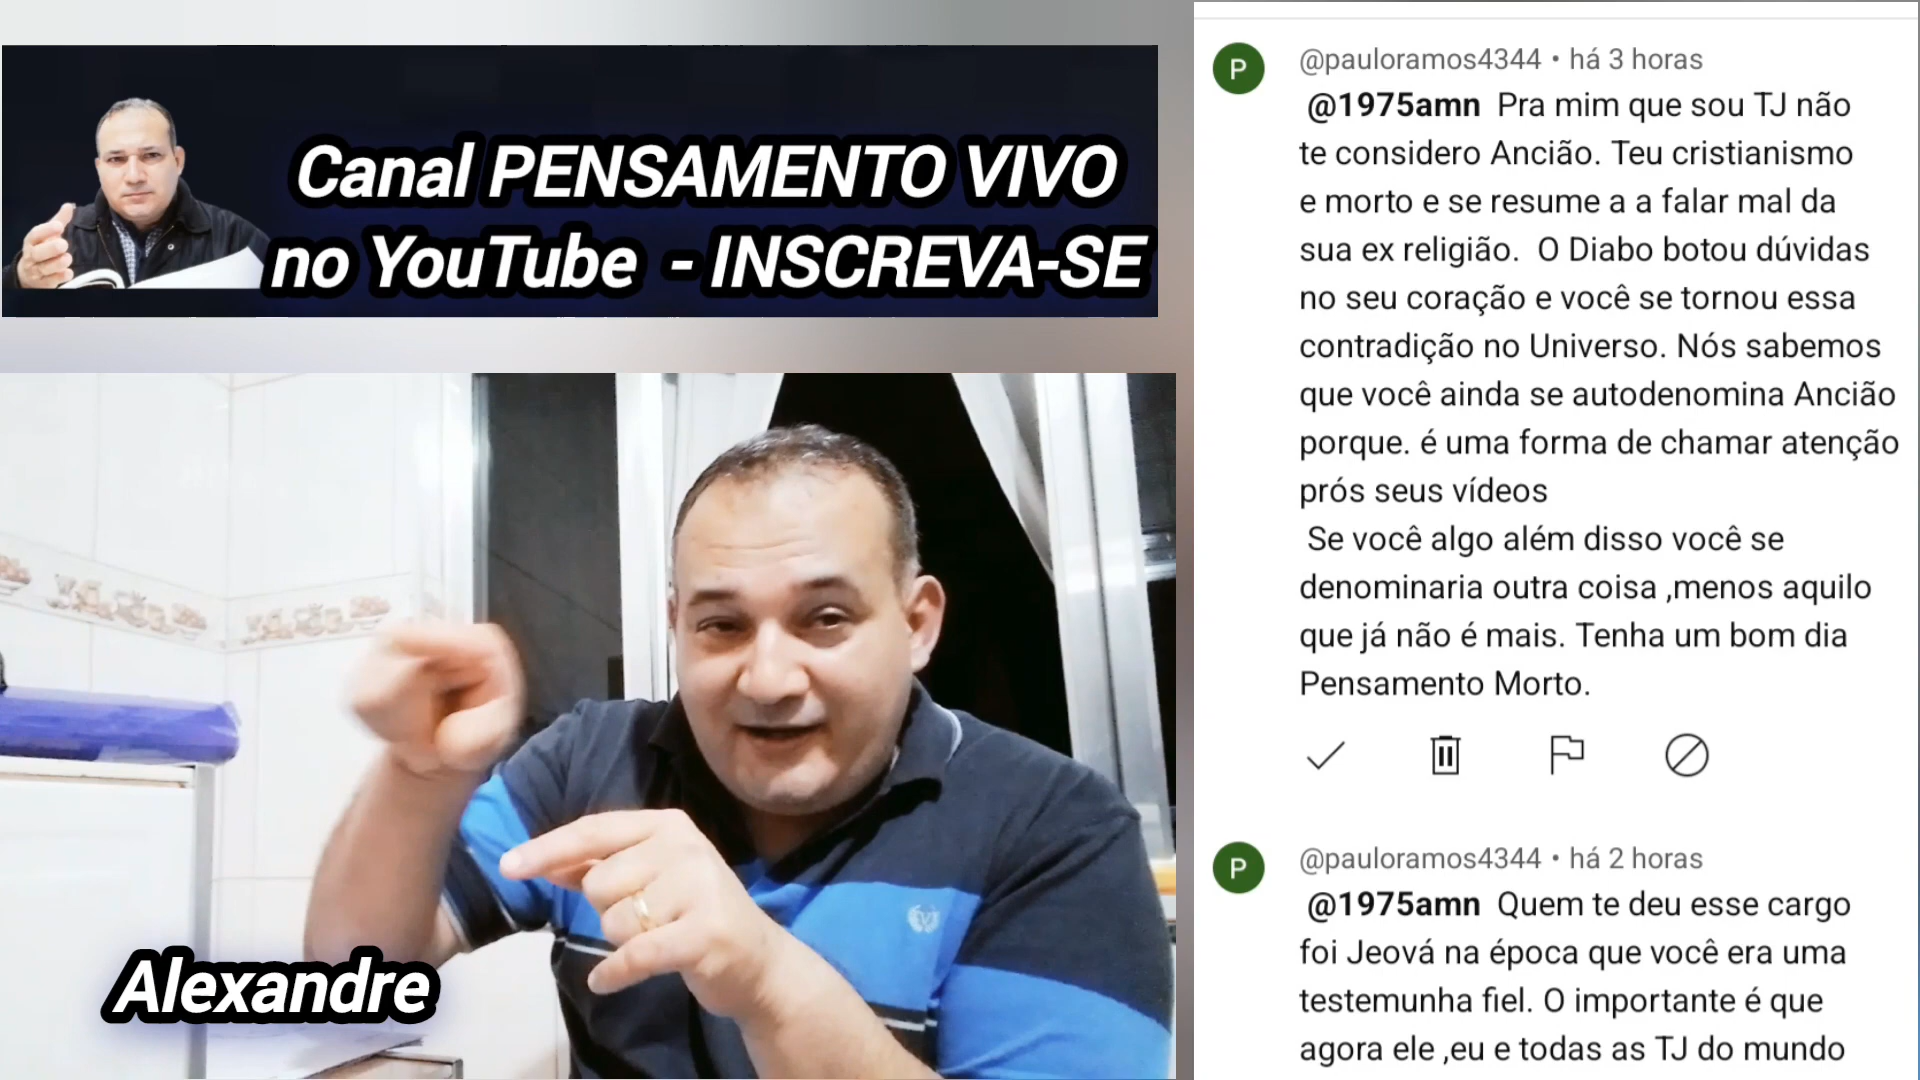 Canal PENSAMENTO VIVO
no YouTube - INSCREVA-SE
Alexandre
P
@pauloramos4344 • há 3 horas
@1975amn Pra mim que sou TJ não
te considero Ancião. Teu cristianismo
e morto e se resume a a falar mal da
sua ex religião. O Diabo botou dúvidas
no seu coração e você se tornou essa
contradição no Universo. Nós sabemos
que você ainda se autodenomina Ancião
porque. é uma forma de chamar atenção
prós seus vídeos
Se você algo além disso você se
denominaria outra coisa ,menos aquilo
que já não é mais. Tenha um bom dia
Pensamento Morto.
P
@pauloramos4344 • há 2 horas
@1975amn Quem te deu esse cargo
foi Jeová na época que você era uma
testemunha fiel. O importante é que
agora ele ,eu e todas as TJ do mundo